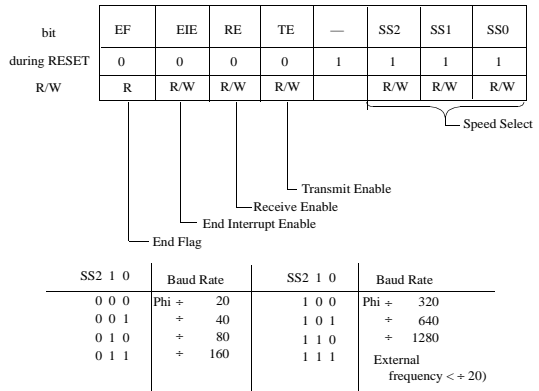 bit EF EIE RE TE — SS2 SS1 SS0
during RESET 0 0 0 0 1 1 1 1
R/W R R/W R/W R/W R/W R/W R/W
Speed Select
Transmit Enable
Receive Enable
End Interrupt Enable
End Flag
SS2 1 0 Baud Rate SS2 1 0 Baud Rate
0 0 0 Phi ÷ 20 1 0 0 Phi ÷ 320
0 0 1 ÷ 40 1 0 1 ÷ 640
0 1 0 ÷ 80 1 1 0 ÷ 1280
0 1 1 ÷ 160 1 1 1 External
frequency < ÷ 20)